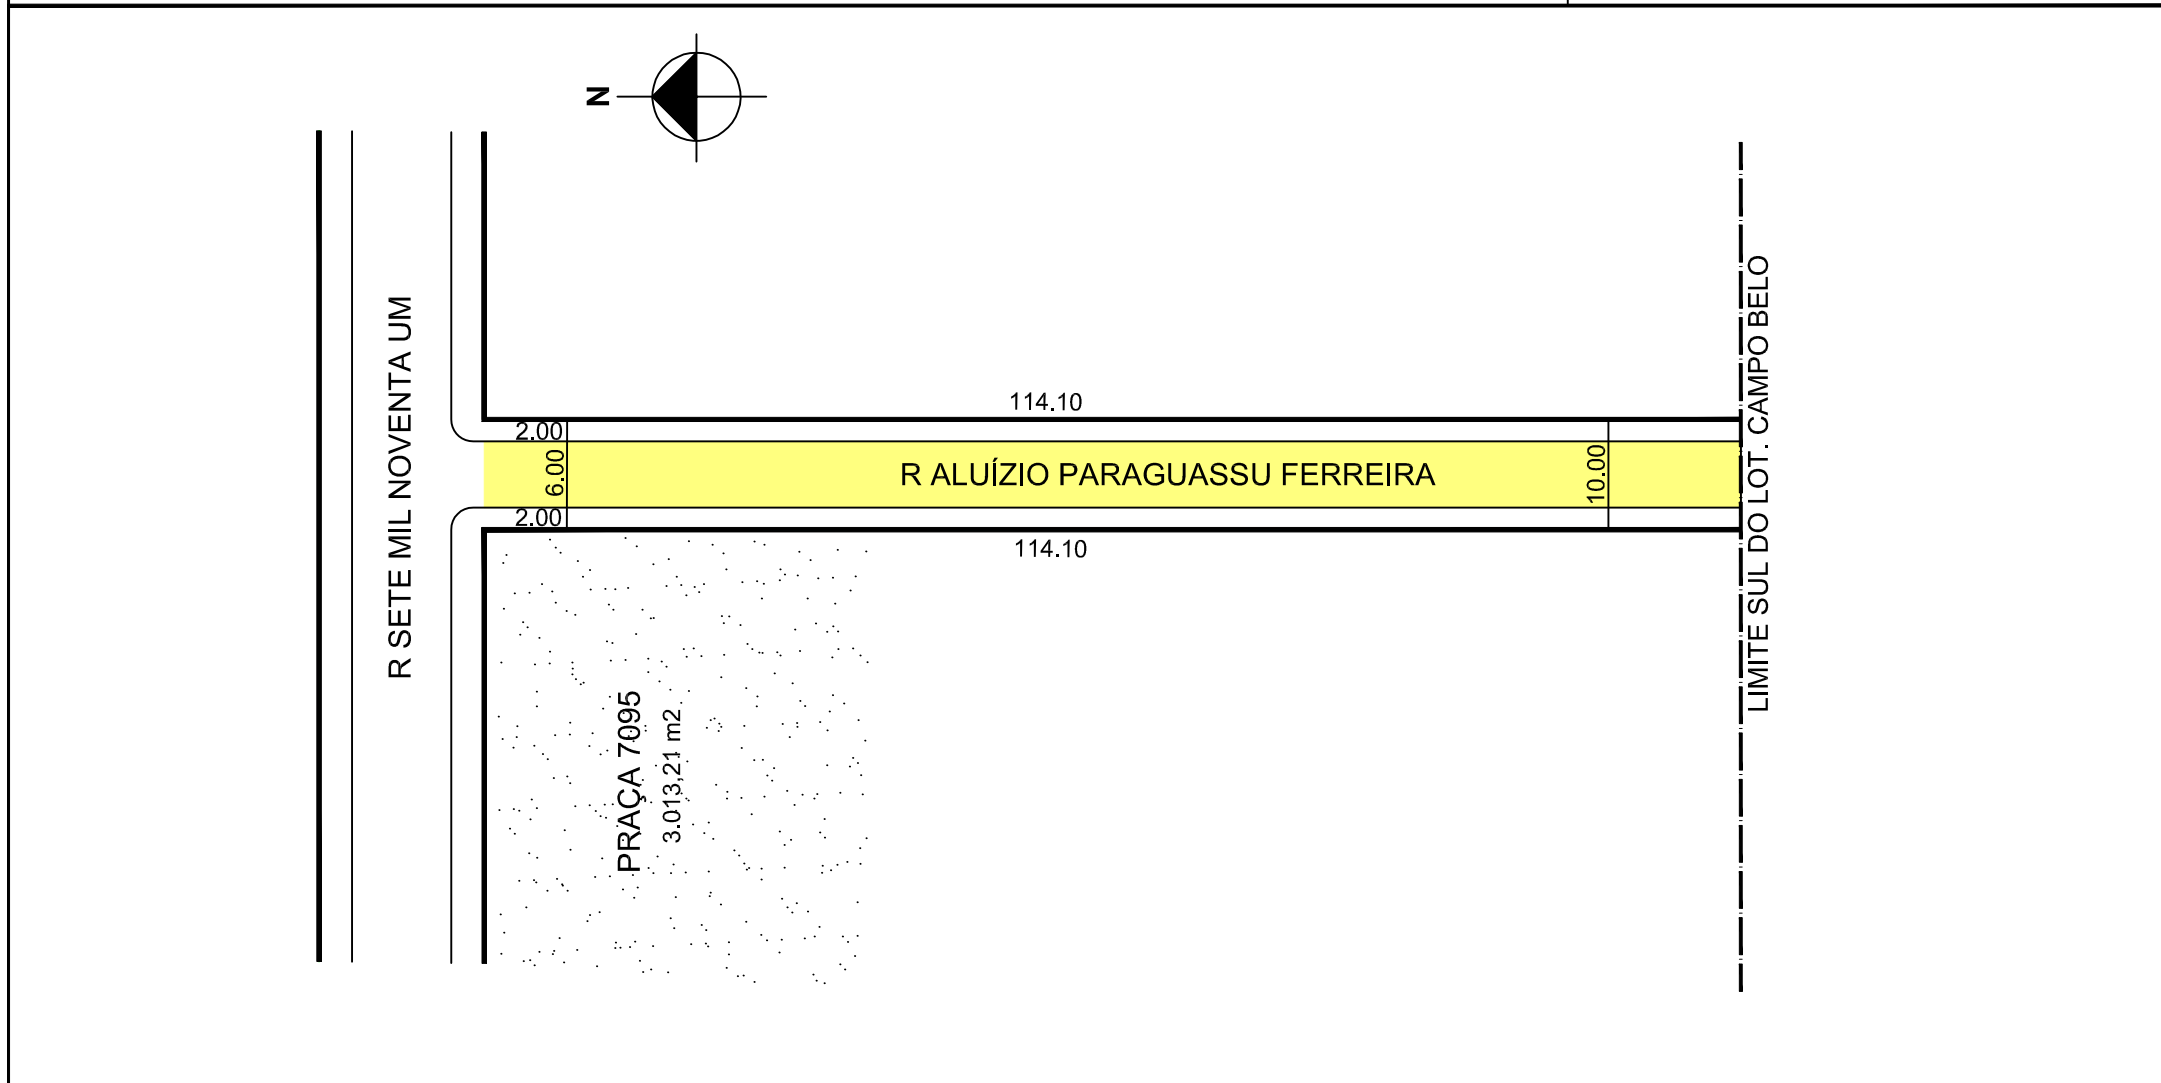 N
R SETE MIL NOVENTA UM
114.10
2.00
6.00
2.00
R ALUÍZIO PARAGUASSU FERREIRA
10.00
114.10
LIMITE SUL DO LOT. CAMPO BELO
PRAÇA 7095
3.013,21 m2